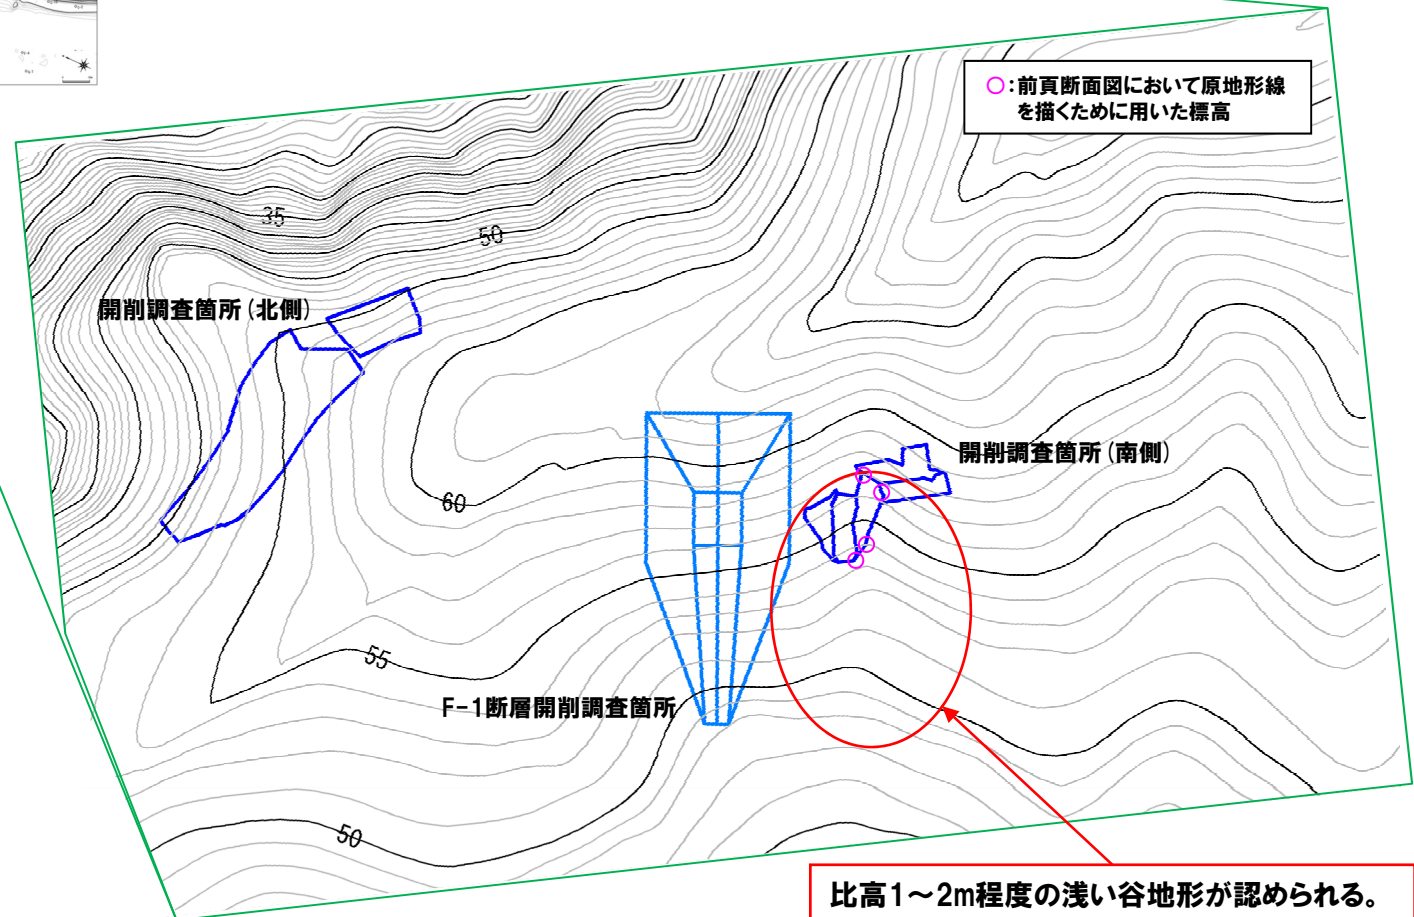 ○:前頁断面図において原地形線
を描くために用いた標高
35
50
開削調査箇所(北側)
開削調査箇所(南側)
60
55
F-1断層開削調査箇所
50
比高1～2m程度の浅い谷地形が認められる。